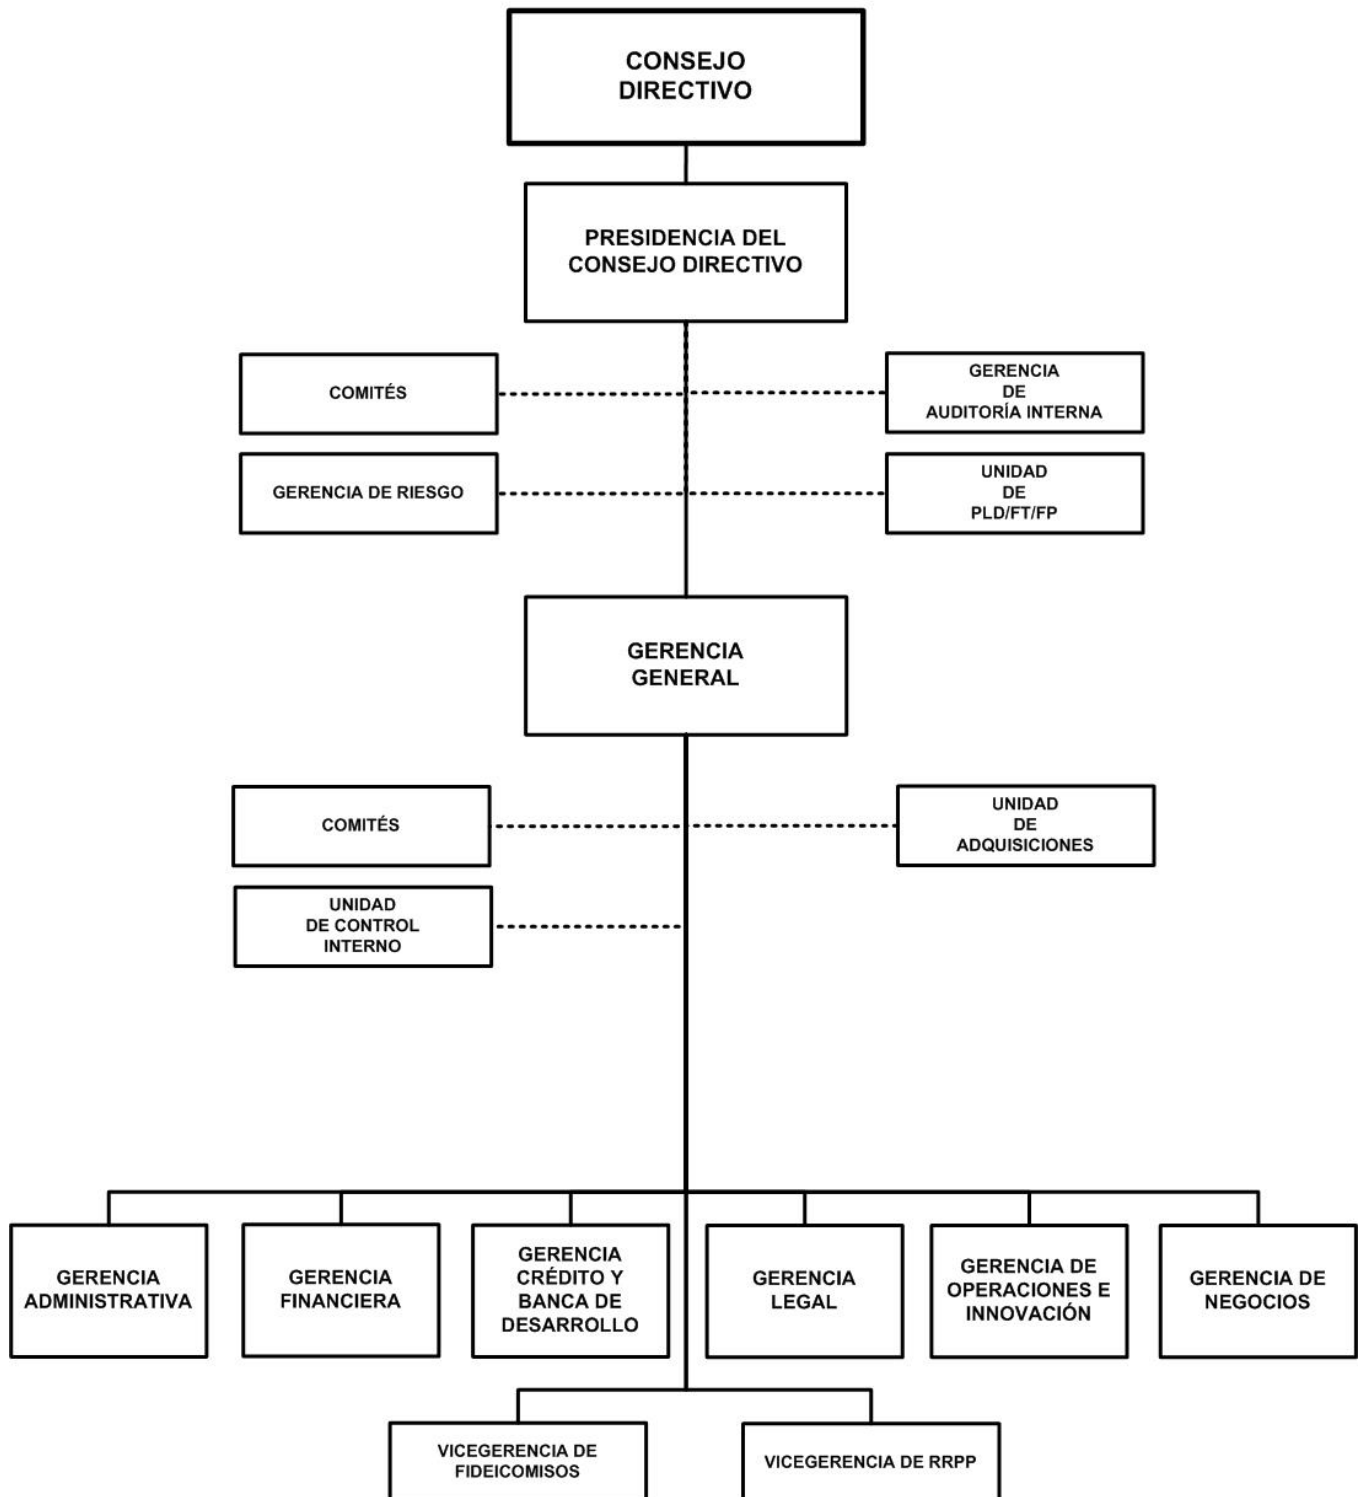 CONSEJO
DIRECTIVO
PRESIDENCIA DEL
CONSEJO DIRECTIVO
COMITÉS
GERENCIA
DE
AUDITORÍA INTERNA
GERENCIA DE RIESGO
UNIDAD
DE
PLD/FT/FP
GERENCIA
GENERAL
COMITÉS
UNIDAD
DE
ADQUISICIONES
UNIDAD
DE CONTROL
INTERNO
GERENCIA
ADMINISTRATIVA
GERENCIA
FINANCIERA
GERENCIA
CRÉDITO Y
BANCA DE
DESARROLLO
GERENCIA
LEGAL
GERENCIA DE
OPERACIONES E
INNOVACIÓN
GERENCIA DE
NEGOCIOS
VICEGERENCIA DE
FIDEICOMISOS
VICEGERENCIA DE RRPP